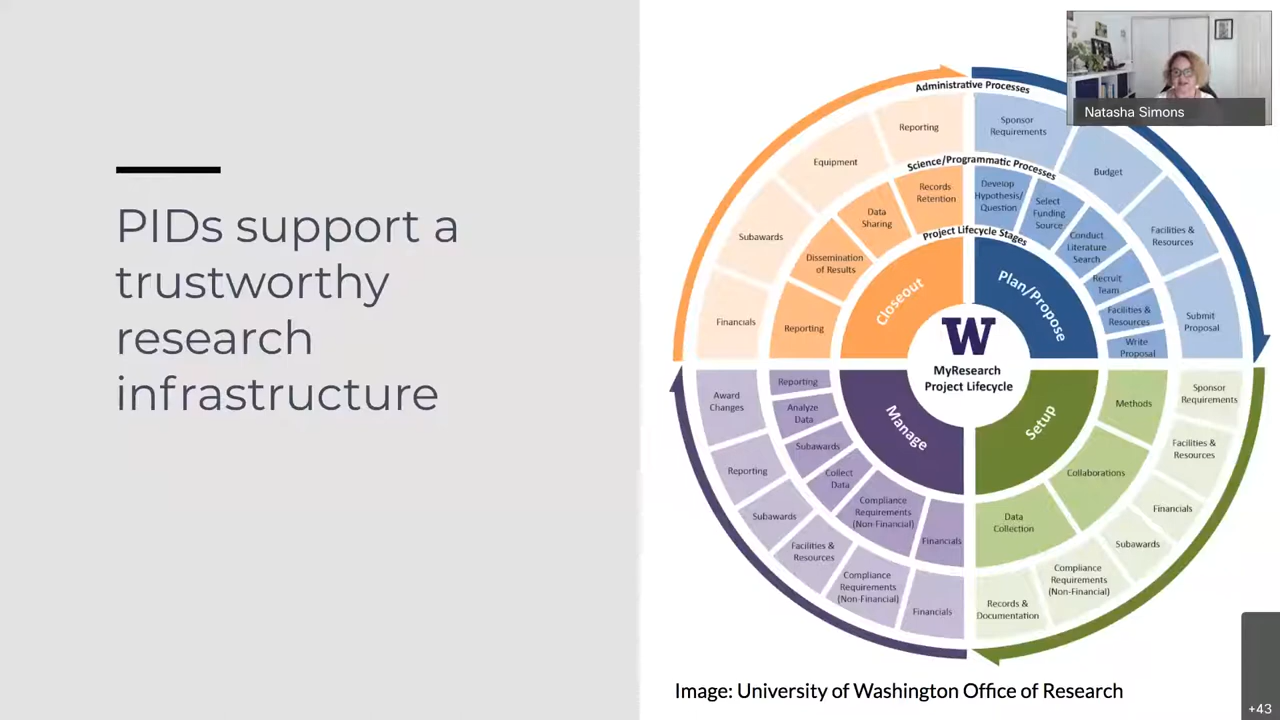 PIDs support a
trustworthy
research
infrastructure
Natasha Simons
Administrative Processes
Reporting
Sponsor
Requirements
Equipment
Budget
Subawards
Facilities &
Resources
Financials
Submit
Proposal
Science/Programmatic Processes
Records
Retention
Develop
Hypothesis/
Question
Select
Funding
Source
Data
Sharing
Conduct
Literature
Search
Dissemination
of Results
Recruit
Team
Reporting
Facilities &
Resources
Write
Proposal
Project Lifecycle Stages
Closeout
Plan/Propose
W
MyResearch
Project Lifecycle
Manage
Setup
Reporting
Analyze
Data
Subawards
Collect
Data
Compliance
Requirements
(Non-Financial)
Financials
Methods
Collaborations
Data
Collection
Award
Changes
Reporting
Subawards
Facilities &
Resources
Compliance
Requirements
(Non-Financial)
Financials
Sponsor
Requirements
Facilities &
Resources
Financials
Subawards
Compliance
Requirements
(Non-Financial)
Records &
Documentation
Image: University of Washington Office of Research
+43